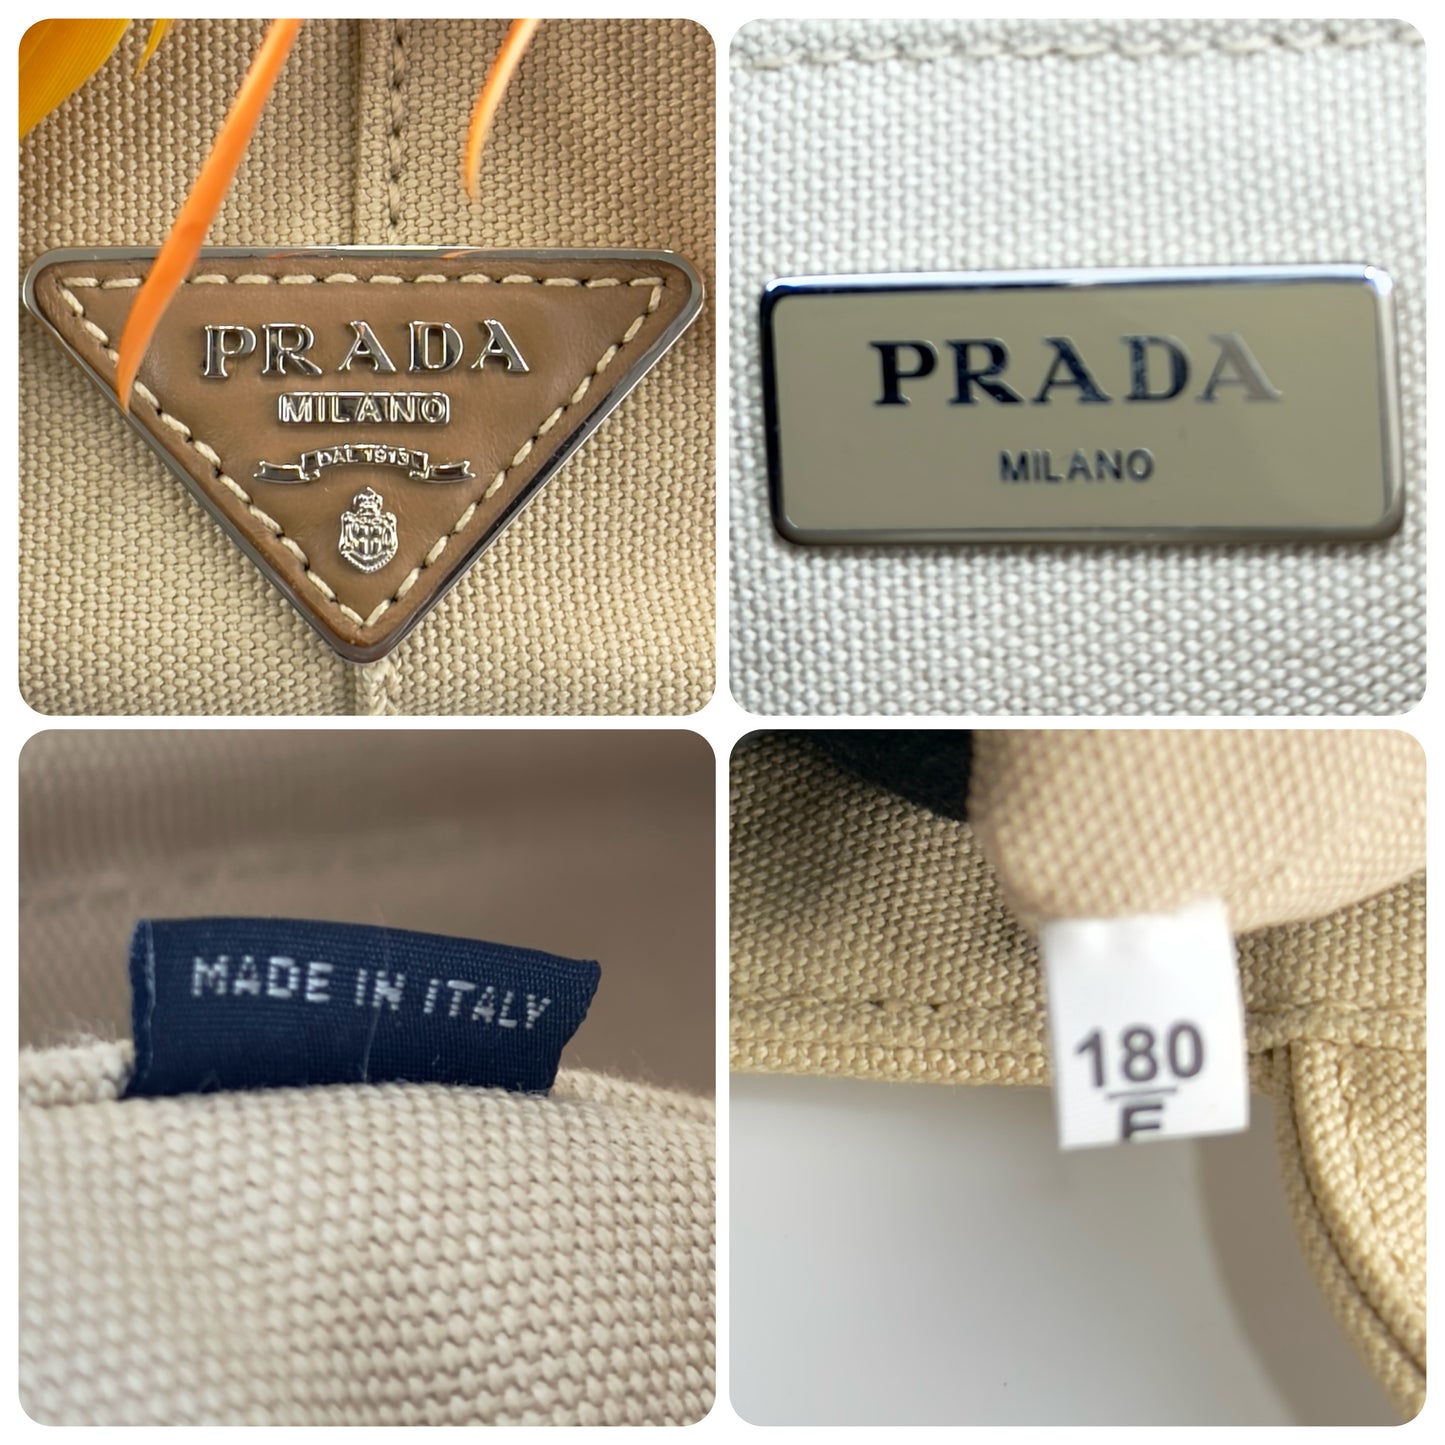 PRADA
MILANO
DAL 1913
PRADA
MILANO
MADE IN ITALY
180